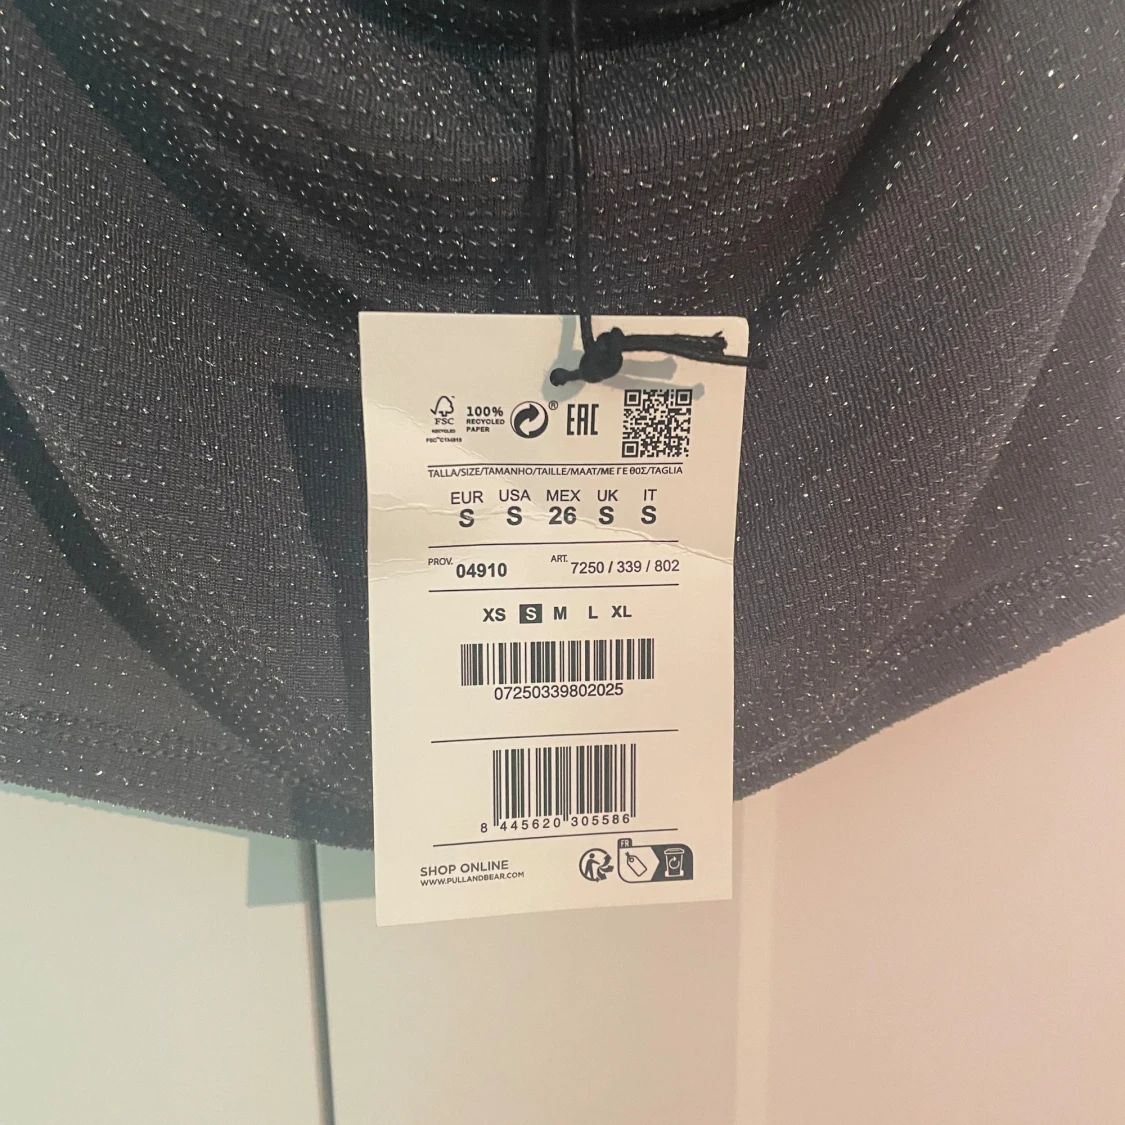 FSC
100%
RECYCLED
PAPER
®
EAC
TALLA/SIZE/TAMANHO/TAILLE/MAAT/ΜΕΓΕΘΟΣ/TAGLIA
EUR USA MEX UK IT
S S 26 S S
PROV. 04910 ART. 7250 / 339 / 802
XS S M L XL
07250339802025
8 445620 305586
FR
SHOP ONLINE
WWW.PULLANDBEAR.COM